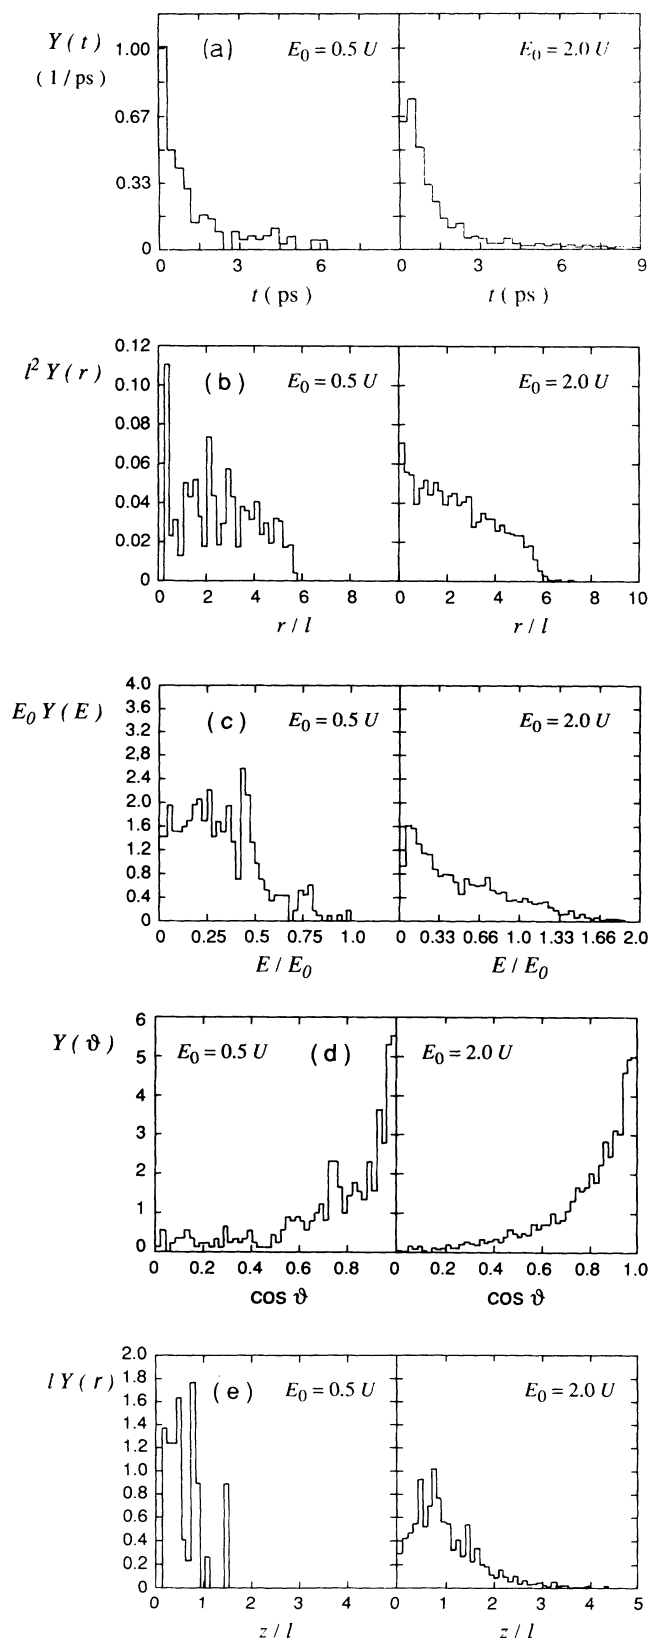 Y(t)
(1/ps)
(a)
E₀ = 0.5 U
E₀ = 2.0 U
1.00
0.67
0.33
0
0 3 6 0 3 6 9
t (ps) t (ps)
l² Y(r)
(b)
E₀ = 0.5 U
E₀ = 2.0 U
0.12
0.10
0.08
0.06
0.04
0.02
0
0 2 4 6 8 0 2 4 6 8 10
r / l r / l
E₀ Y(E)
(c)
E₀ = 0.5 U
E₀ = 2.0 U
4.0
3.6
3.2
2.8
2.4
2.0
1.6
1.2
0.8
0.4
0
0 0.25 0.5 0.75 1.0 0 0.33 0.66 1.0 1.33 1.66 2.0
E / E₀ E / E₀
Y(ϑ)
E₀ = 0.5 U
(d)
E₀ = 2.0 U
6
5
4
3
2
1
0
0 0.2 0.4 0.6 0.8 0 0.2 0.4 0.6 0.8 1.0
cos ϑ cos ϑ
l Y(r)
(e)
E₀ = 0.5 U
E₀ = 2.0 U
2.0
1.8
1.6
1.4
1.2
1.0
0.8
0.6
0.4
0.2
0
0 1 2 3 4 0 1 2 3 4 5
z / l z / l